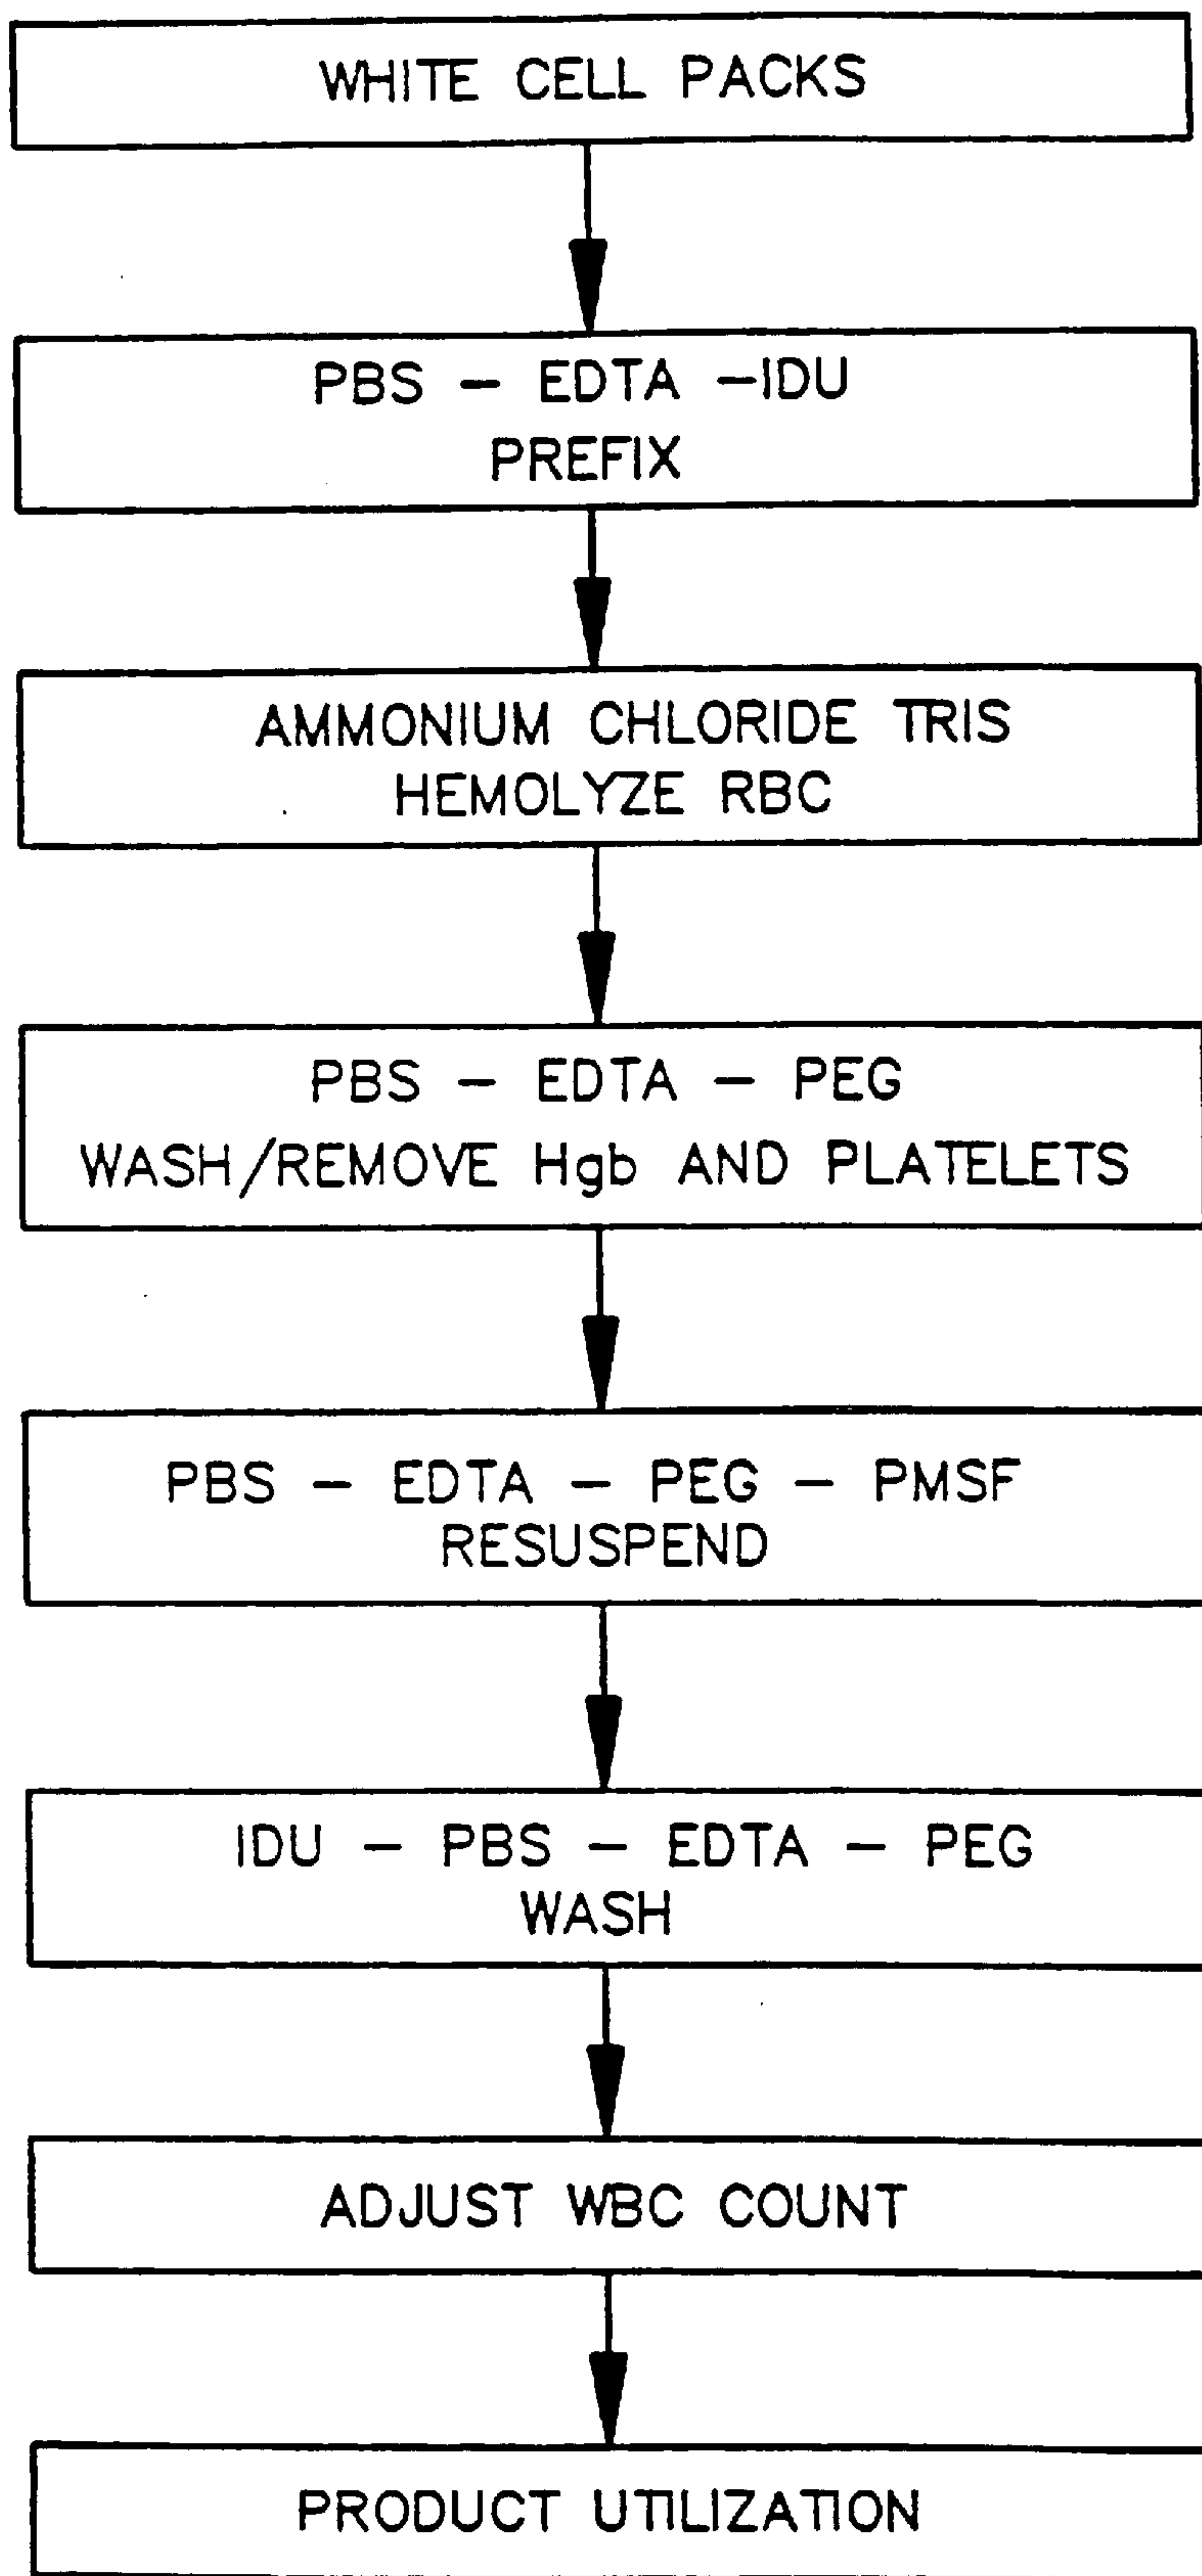 WHITE CELL PACKS
PBS - EDTA -IDU
PREFIX
AMMONIUM CHLORIDE TRIS
HEMOLYZE RBC
PBS - EDTA - PEG
WASH/REMOVE Hgb AND PLATELETS
PBS - EDTA - PEG - PMSF
RESUSPEND
IDU - PBS - EDTA - PEG
WASH
ADJUST WBC COUNT
PRODUCT UTILIZATION